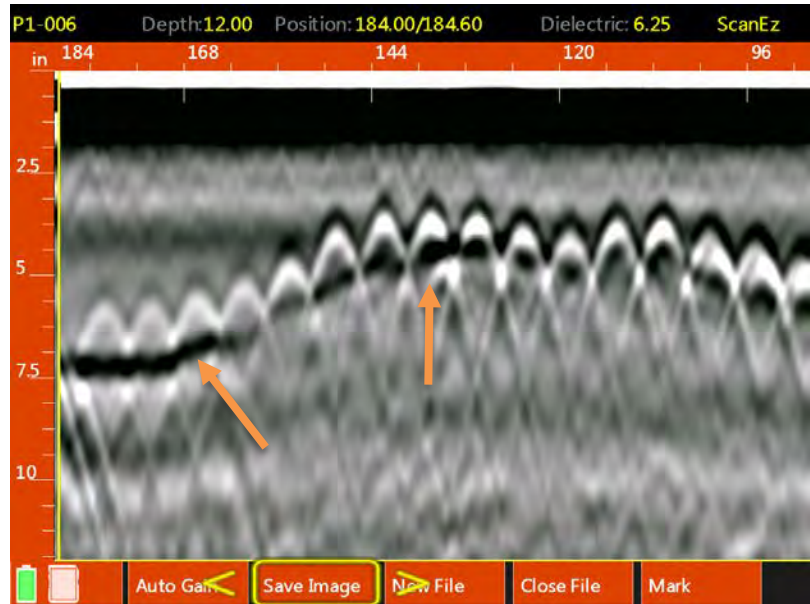 P1-006 Depth:12.00 Position:184.00/184.60 Dielectric: 6.25 ScanEz
in 184 168 144 120 96
2.5
5
7.5
10
Auto Gain < Save Image > New File Close File Mark